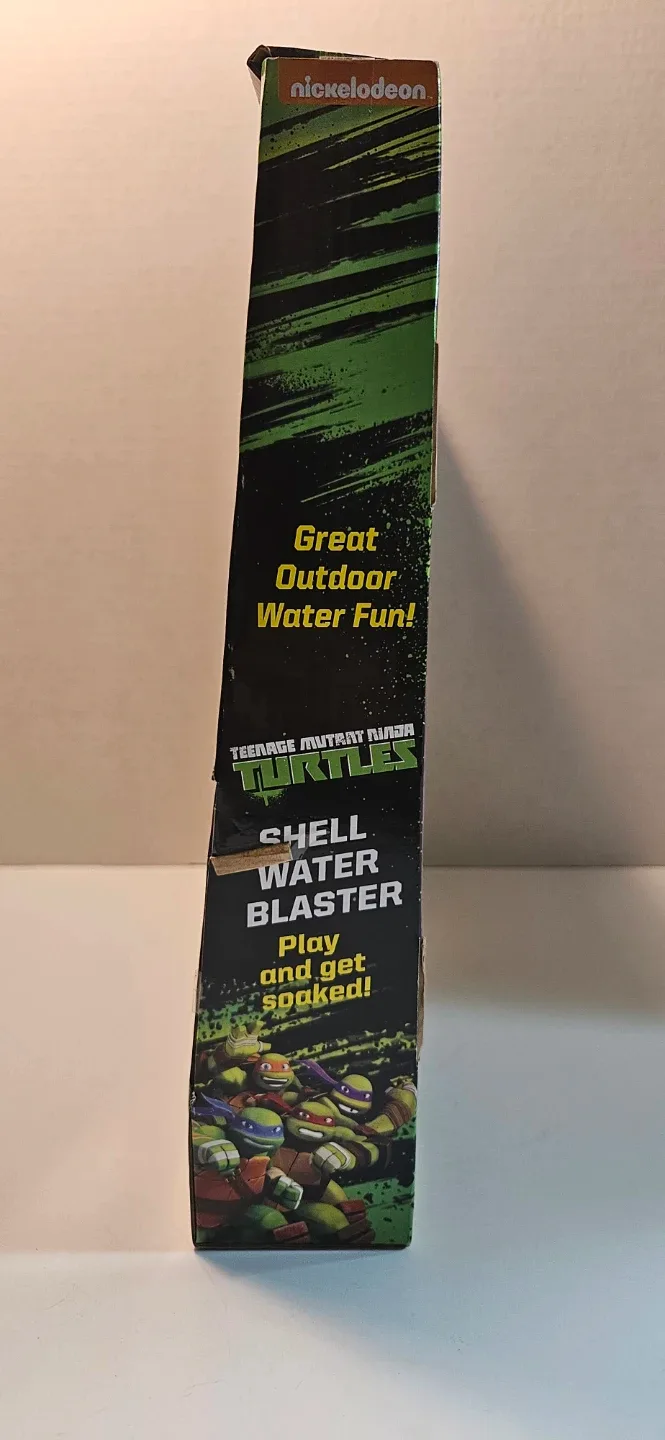 nickelodeon
Great
Outdoor
Water Fun!
TEENAGE MUTANT NINJA
TURTLES
SHELL
WATER
BLASTER
Play
and get
soaked!